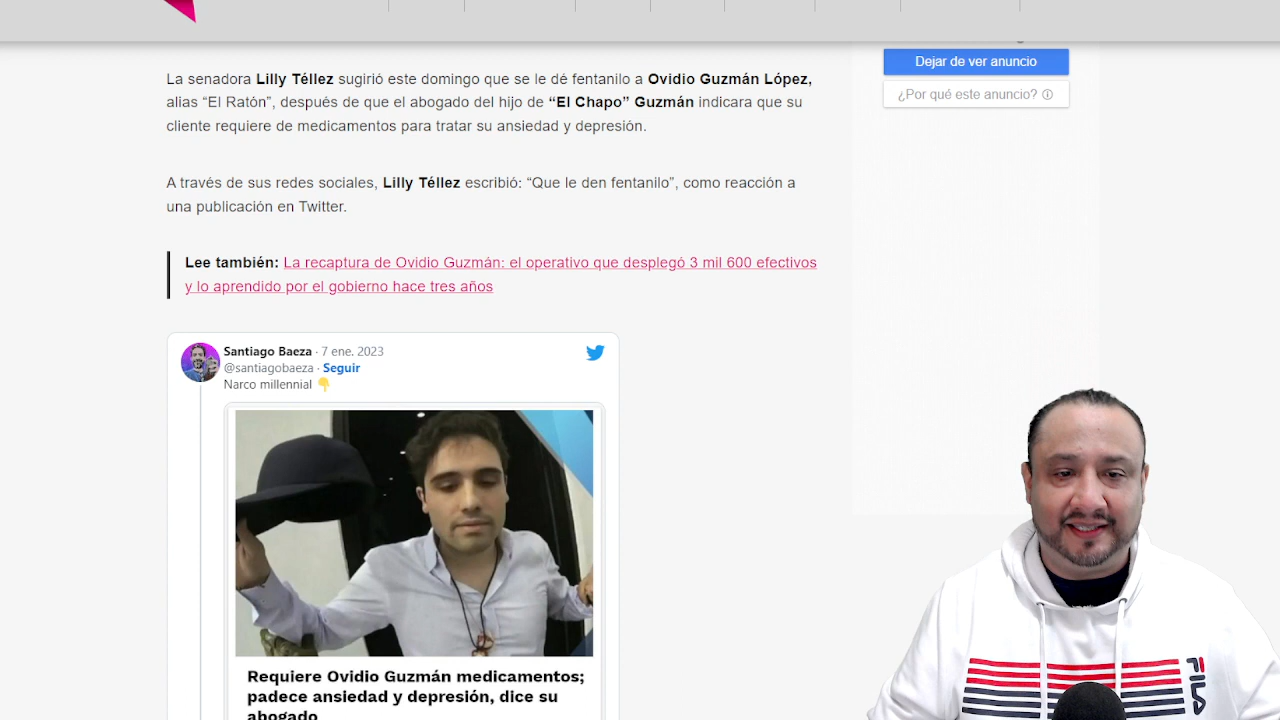 La senadora Lilly Téllez sugirió este domingo que se le dé fentanilo a Ovidio Guzmán López,
alias “El Ratón”, después de que el abogado del hijo de “El Chapo” Guzmán indicara que su
cliente requiere de medicamentos para tratar su ansiedad y depresión.
A través de sus redes sociales, Lilly Téllez escribió: “Que le den fentanilo”, como reacción a
una publicación en Twitter.
Lee también: La recaptura de Ovidio Guzmán: el operativo que desplegó 3 mil 600 efectivos
y lo aprendido por el gobierno hace tres años
Santiago Baeza · 7 ene. 2023
@santiagobaeza · Seguir
Narco millennial 👇
Requiere Ovidio Guzmán medicamentos;
padece ansiedad y depresión, dice su
abogado
Dejar de ver anuncio
¿Por qué este anuncio?
FILA